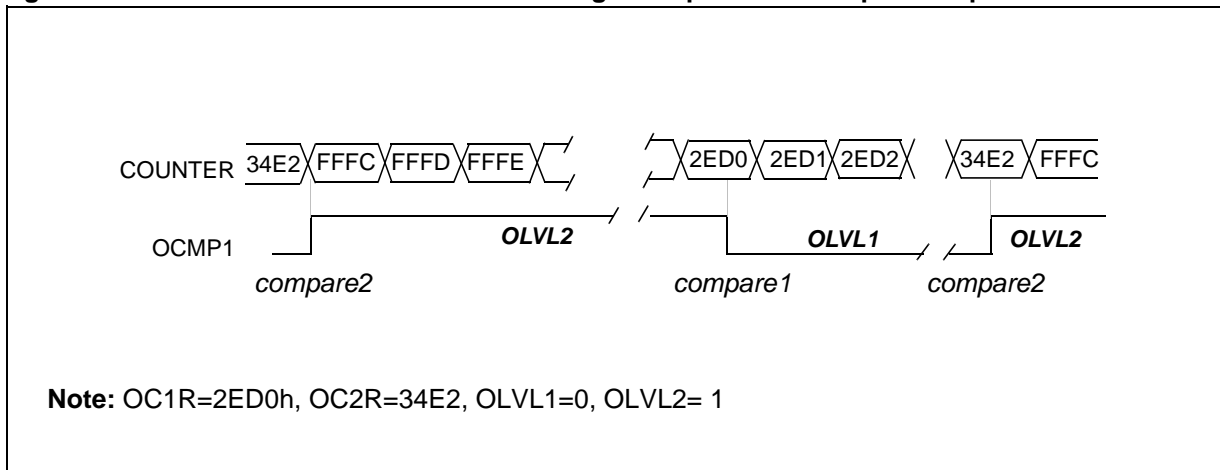 COUNTER 34E2 FFFC FFFD FFFE 2ED0 2ED1 2ED2 34E2 FFFC
OCMP1 OLVL2 OLVL1 OLVL2
compare2 compare1 compare2
Note: OC1R=2ED0h, OC2R=34E2, OLVL1=0, OLVL2= 1